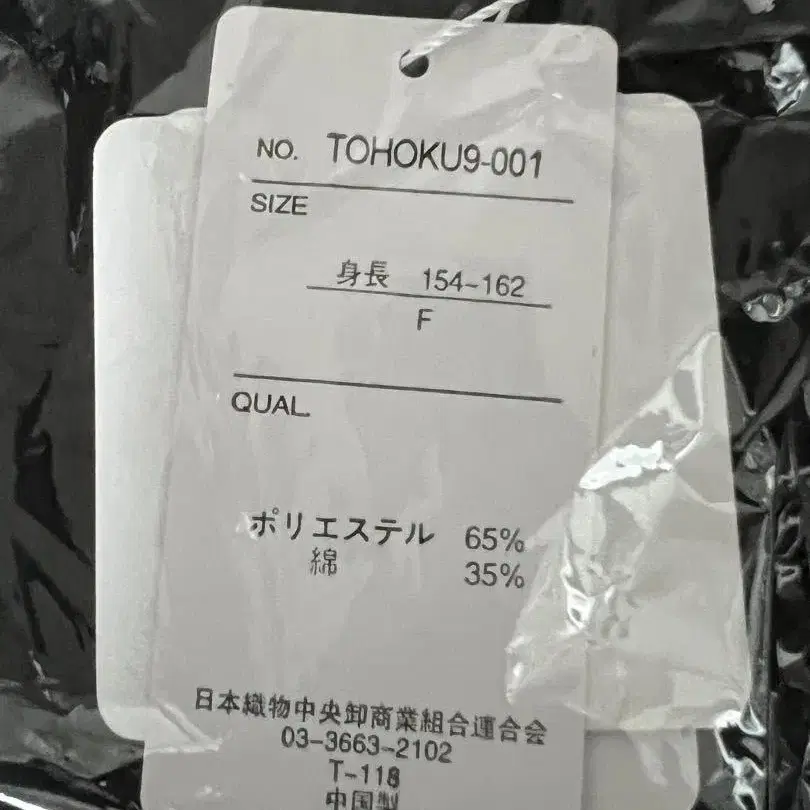 NO. TOHOKU9-001
SIZE
身長 154~162
F
QUAL.
ポリエステル 65%
綿 35%
日本織物中央卸商業組合連合会
03-3663-2102
T-118
中国製